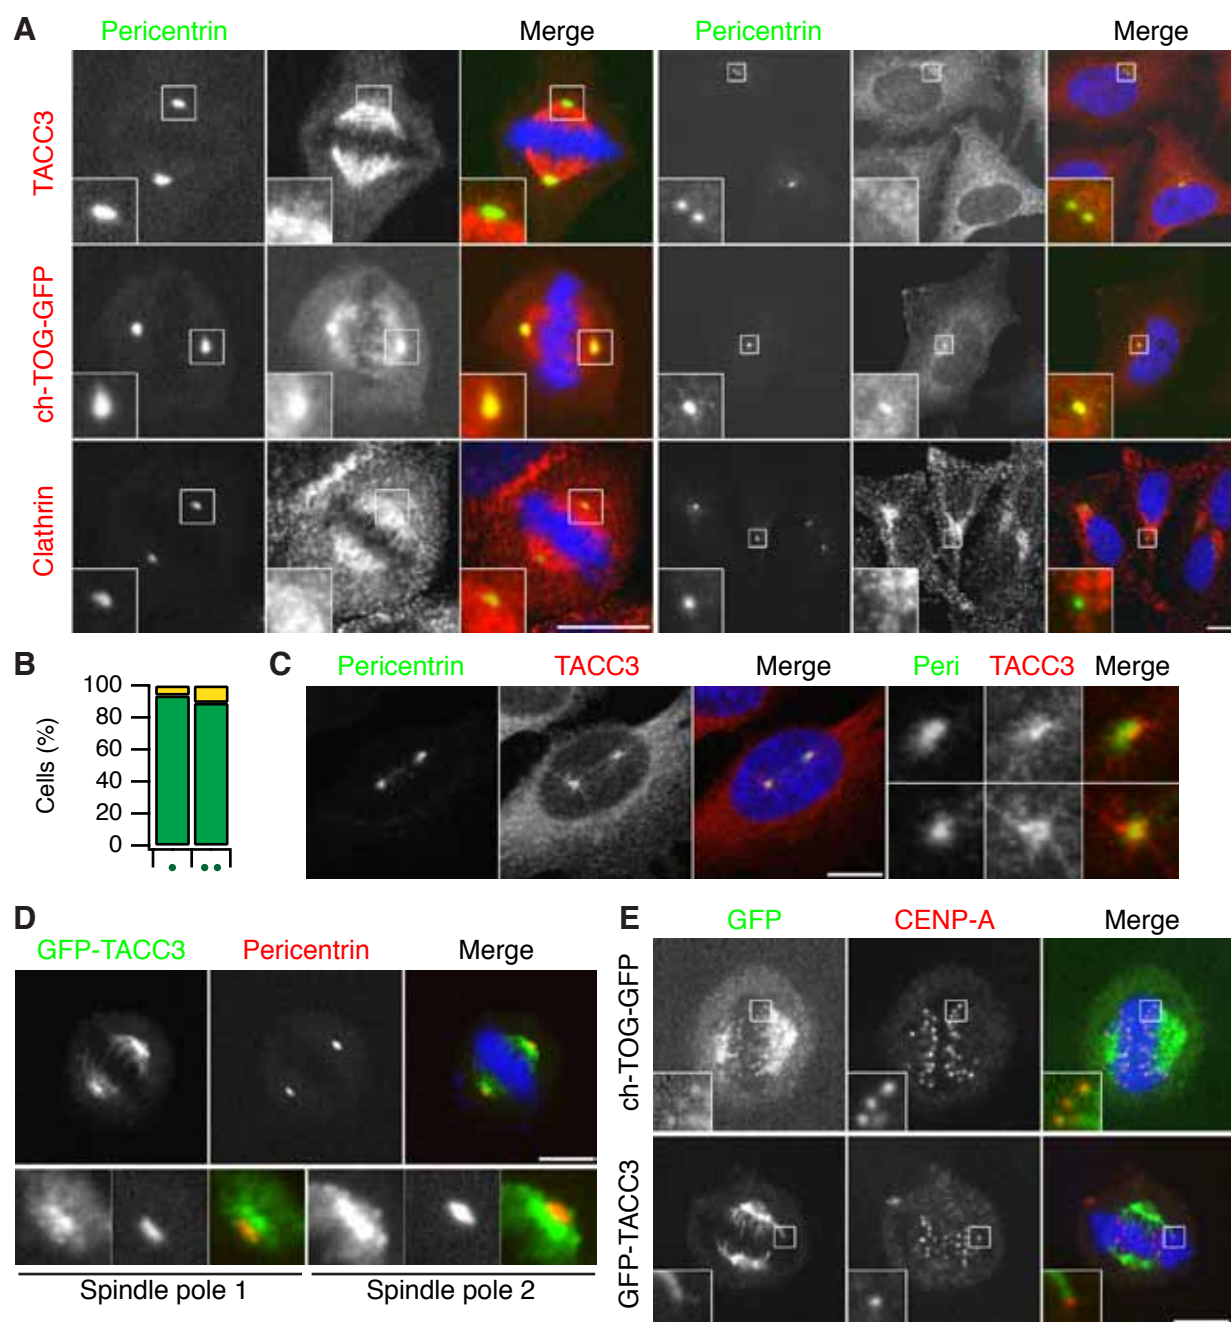 A
Pericentrin Merge Pericentrin Merge
TACC3
ch-TOG-GFP
Clathrin
B
100
80
60
40
20
0
Cells (%)
C
Pericentrin TACC3 Merge Peri TACC3 Merge
D
GFP-TACC3 Pericentrin Merge
Spindle pole 1 Spindle pole 2
E
GFP CENP-A Merge
ch-TOG-GFP
GFP-TACC3